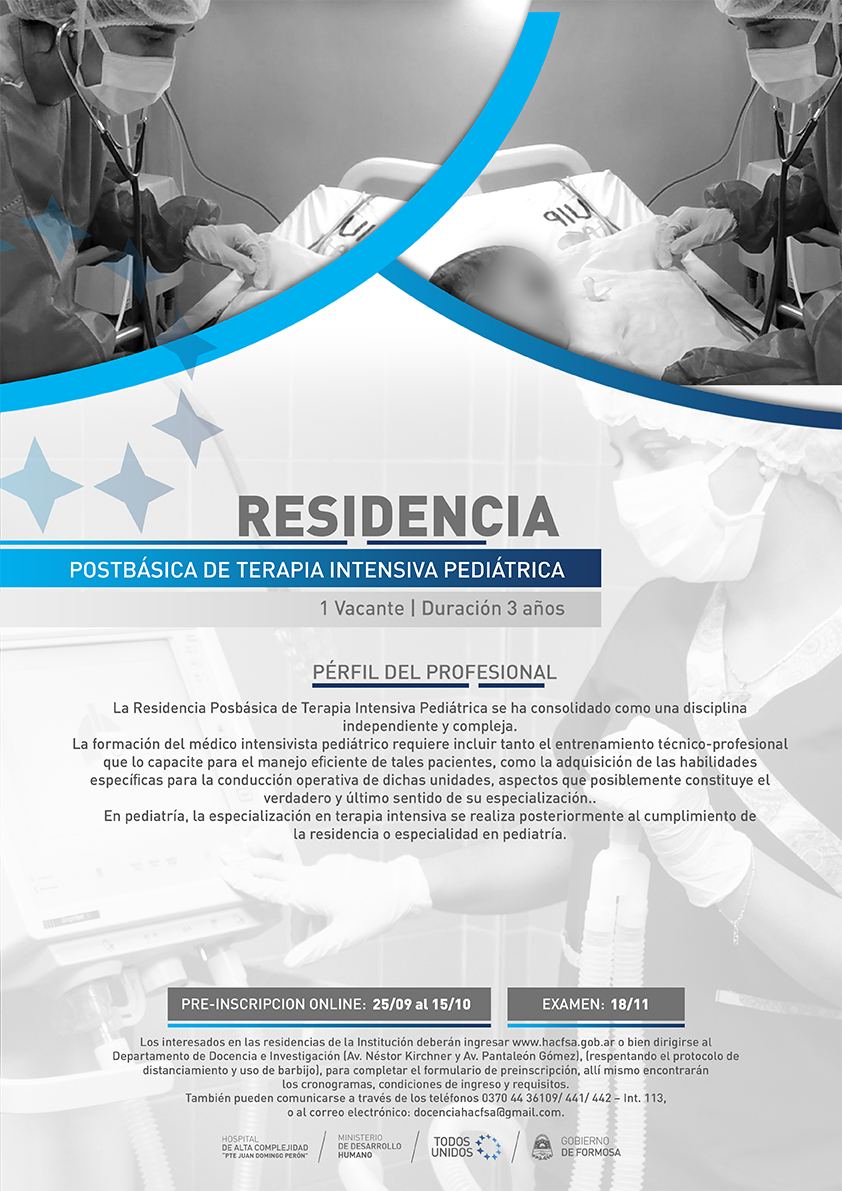 VIP
VIP
RESIDENCIA
POSTBÁSICA DE TERAPIA INTENSIVA PEDIÁTRICA
1 Vacante | Duración 3 años
PÉRFIL DEL PROFESIONAL
La Residencia Posbásica de Terapia Intensiva Pediátrica se ha consolidado como una disciplina
independiente y compleja.
La formación del médico intensivista pediátrico requiere incluir tanto el entrenamiento técnico-profesional
que lo capacite para el manejo eficiente de tales pacientes, como la adquisición de las habilidades
específicas para la conducción operativa de dichas unidades, aspectos que posiblemente constituye el
verdadero y último sentido de su especialización..
En pediatría, la especialización en terapia intensiva se realiza posteriormente al cumplimiento de
la residencia o especialidad en pediatría.
PRE-INSCRIPCION ONLINE: 25/09 al 15/10
EXAMEN: 18/11
Los interesados en las residencias de la Institución deberán ingresar www.hacfsa.gob.ar o bien dirigirse al
Departamento de Docencia e Investigación (Av. Néstor Kirchner y Av. Pantaleón Gómez), (respentando el protocolo de
distanciamiento y uso de barbijo), para completar el formulario de preinscripción, allí mismo encontrarán
los cronogramas, condiciones de ingreso y requisitos.
También pueden comunicarse a través de los teléfonos 0370 44 36109/ 441/ 442 – Int. 113,
o al correo electrónico: docenciahacfsa@gmail.com.
HOSPITAL
DE ALTA COMPLEJIDAD
"PTE JUAN DOMINGO PERÓN"
MINISTERIO
DE DESARROLLO
HUMANO
TODOS
UNIDOS
GOBIERNO
DE FORMOSA